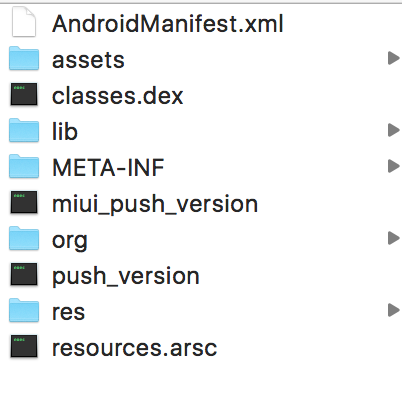 AndroidManifest.xml
assets
classes.dex
lib
META-INF
miui_push_version
org
push_version
res
resources.arsc